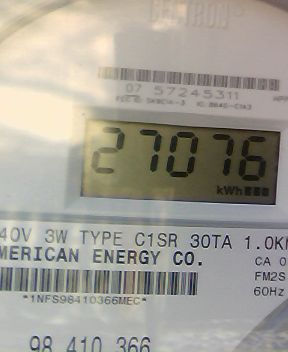 CENTRON
07 57245311
27076
kWh
40V 3W TYPE C1SR 30TA 1.0K
MERICAN ENERGY CO.
CA 0
FM2S
60Hz
*1NFS98410366MEC*
98 410 366